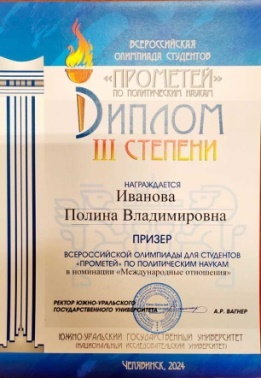 ВСЕРОССИЙСКАЯ
ОЛИМПИАДА СТУДЕНТОВ
«ПРОМЕТЕЙ»
ПО ПОЛИТИЧЕСКИМ НАУКАМ
ДИПЛОМ
III СТЕПЕНИ
НАГРАЖДАЕТСЯ
Иванова
Полина Владимировна
ПРИЗЕР
ВСЕРОССИЙСКОЙ ОЛИМПИАДЫ ДЛЯ СТУДЕНТОВ
«ПРОМЕТЕЙ» ПО ПОЛИТИЧЕСКИМ НАУКАМ
в номинации «Международные отношения»
РЕКТОР ЮЖНО-УРАЛЬСКОГО
ГОСУДАРСТВЕННОГО УНИВЕРСИТЕТА
А.Р. ВАГНЕР
ЮЖНО-УРАЛЬСКИЙ ГОСУДАРСТВЕННЫЙ УНИВЕРСИТЕТ
(НАЦИОНАЛЬНЫЙ ИССЛЕДОВАТЕЛЬСКИЙ УНИВЕРСИТЕТ)
ЧЕЛЯБИНСК, 2024